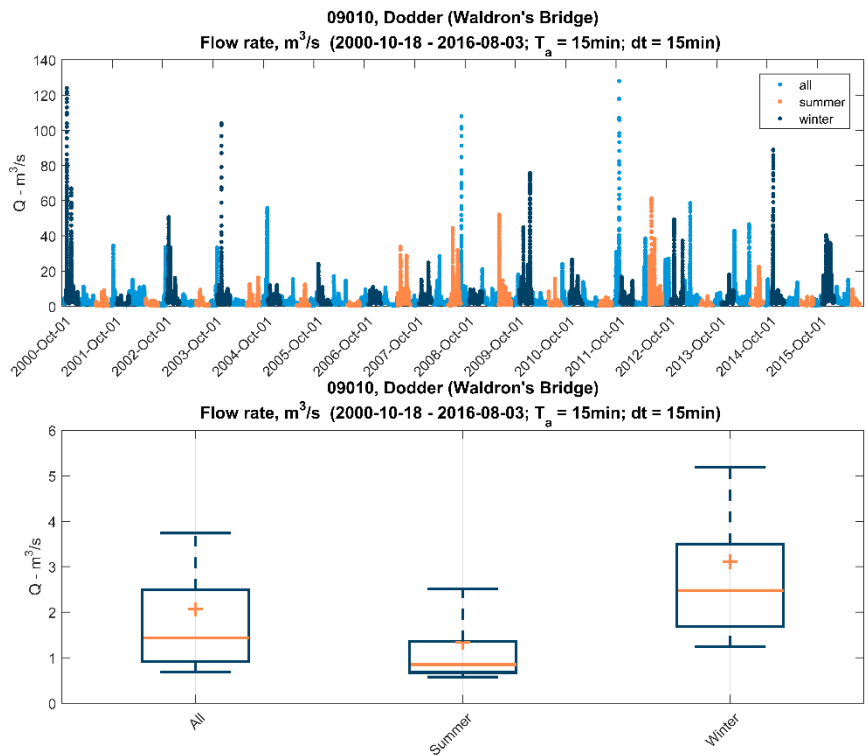 09010, Dodder (Waldron's Bridge)
Flow rate, m³/s (2000-10-18 - 2016-08-03; Tₐ = 15min; dt = 15min)
140
120
100
80
60
40
20
0
Q - m³/s
all
summer
winter
2000-Oct-01
2001-Oct-01
2002-Oct-01
2003-Oct-01
2004-Oct-01
2005-Oct-01
2006-Oct-01
2007-Oct-01
2008-Oct-01
2009-Oct-01
2010-Oct-01
2011-Oct-01
2012-Oct-01
2013-Oct-01
2014-Oct-01
2015-Oct-01
09010, Dodder (Waldron's Bridge)
Flow rate, m³/s (2000-10-18 - 2016-08-03; Tₐ = 15min; dt = 15min)
6
5
4
3
2
1
0
Q - m³/s
All
Summer
Winter